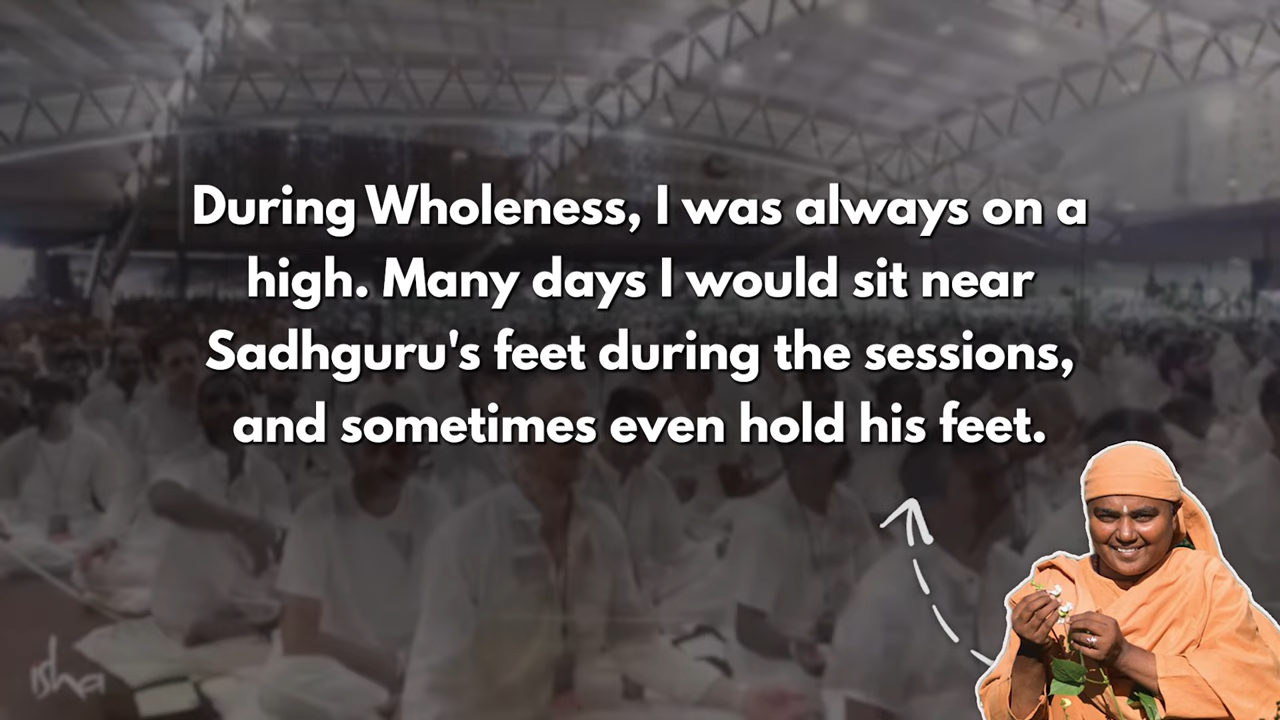 During Wholeness, I was always on a
high. Many days I would sit near
Sadhguru's feet during the sessions,
and sometimes even hold his feet.
isha